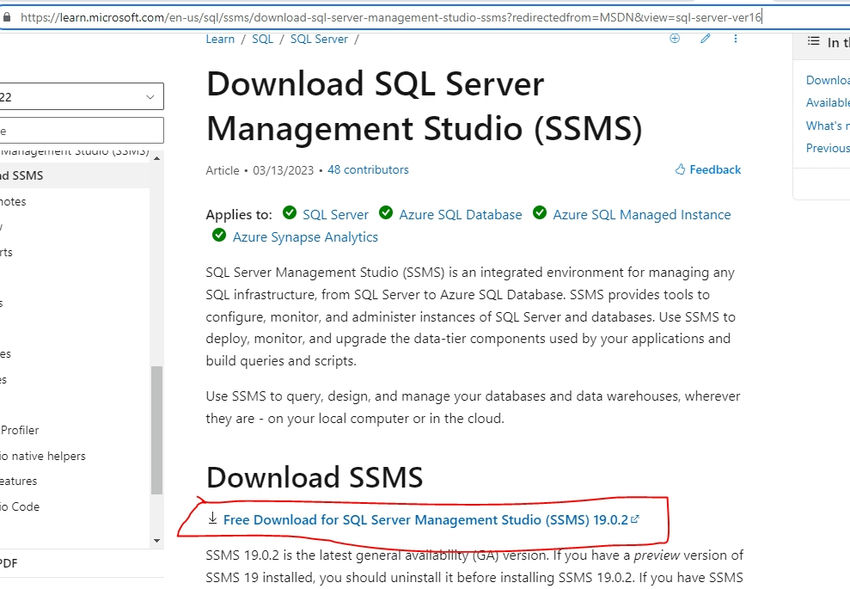 https://learn.microsoft.com/en-us/sql/ssms/download-sql-server-management-studio-ssms?redirectedfrom=MSDN&view=sql-server-ver16
Learn / SQL / SQL Server /
In th
Download SQL Server
Management Studio (SSMS)
Article • 03/13/2023 • 48 contributors
Feedback
Applies to: SQL Server Azure SQL Database Azure SQL Managed Instance
Azure Synapse Analytics
SQL Server Management Studio (SSMS) is an integrated environment for managing any
SQL infrastructure, from SQL Server to Azure SQL Database. SSMS provides tools to
configure, monitor, and administer instances of SQL Server and databases. Use SSMS to
deploy, monitor, and upgrade the data-tier components used by your applications and
build queries and scripts.
Use SSMS to query, design, and manage your databases and data warehouses, wherever
they are - on your local computer or in the cloud.
Download SSMS
Free Download for SQL Server Management Studio (SSMS) 19.0.2
SSMS 19.0.2 is the latest general availability (GA) version. If you have a preview version of
SSMS 19 installed, you should uninstall it before installing SSMS 19.0.2. If you have SSMS
22
e
Management Studio (SSMS)
d SSMS
notes
y
rts
s
es
es
Profiler
io native helpers
eatures
io Code
PDF
Downloa
Available
What's n
Previous